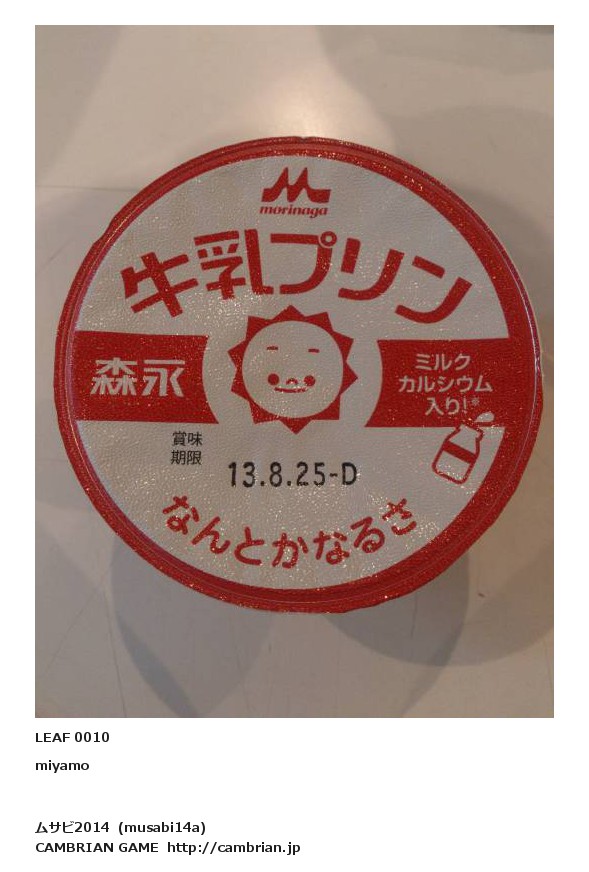 morinaga
牛乳プリン
森永
ミルク
カルシウム
入り!※
賞味
期限
13.8.25-D
なんとかなるさ
LEAF 0010
miyamo
ムサビ2014 (musabi14a)
CAMBRIAN GAME http://cambrian.jp